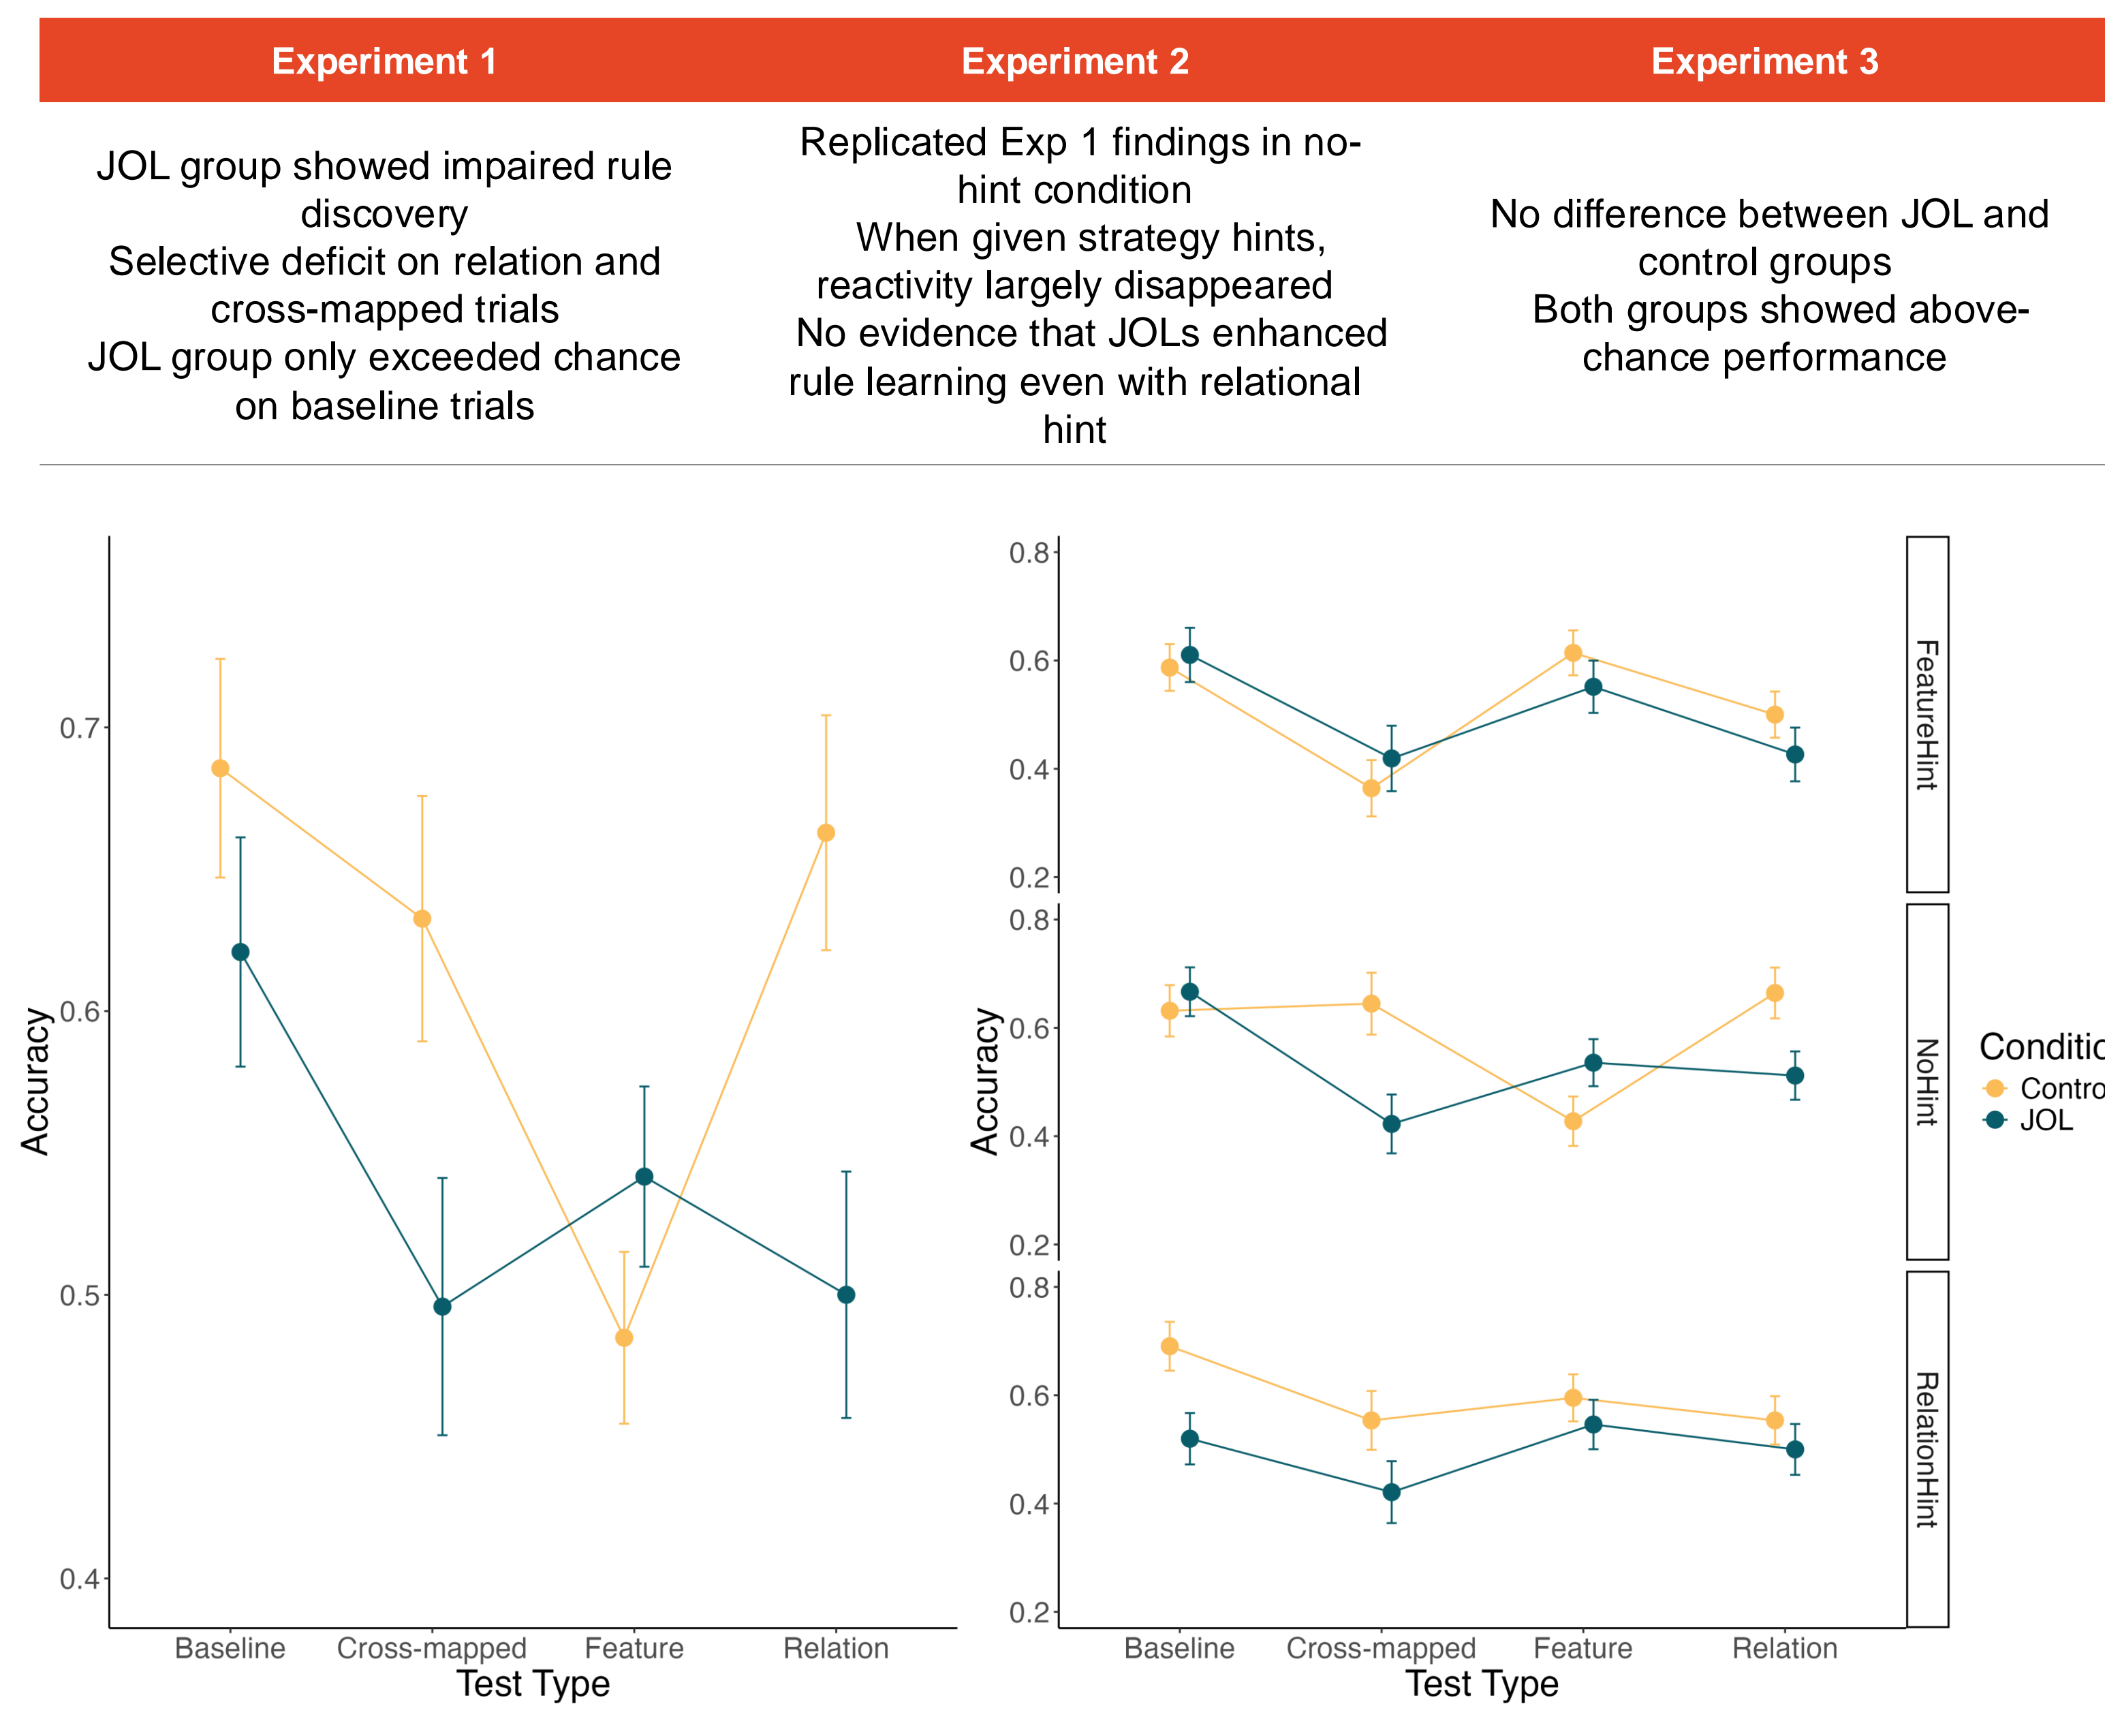 Experiment 1
Experiment 2
Experiment 3
JOL group showed impaired rule
discovery
Selective deficit on relation and
cross-mapped trials
JOL group only exceeded chance
on baseline trials
Replicated Exp 1 findings in no-
hint condition
When given strategy hints,
reactivity largely disappeared
No evidence that JOLs enhanced
rule learning even with relational
hint
No difference between JOL and
control groups
Both groups showed above-
chance performance
Accuracy
0.7
0.6
0.5
0.4
Baseline
Cross-mapped
Feature
Relation
Test Type
Accuracy
0.8
0.6
0.4
0.2
FeatureHint
0.8
0.6
0.4
0.2
NoHint
0.8
0.6
0.4
0.2
RelationHint
Baseline
Cross-mapped
Feature
Relation
Test Type
Conditio
Contro
JOL